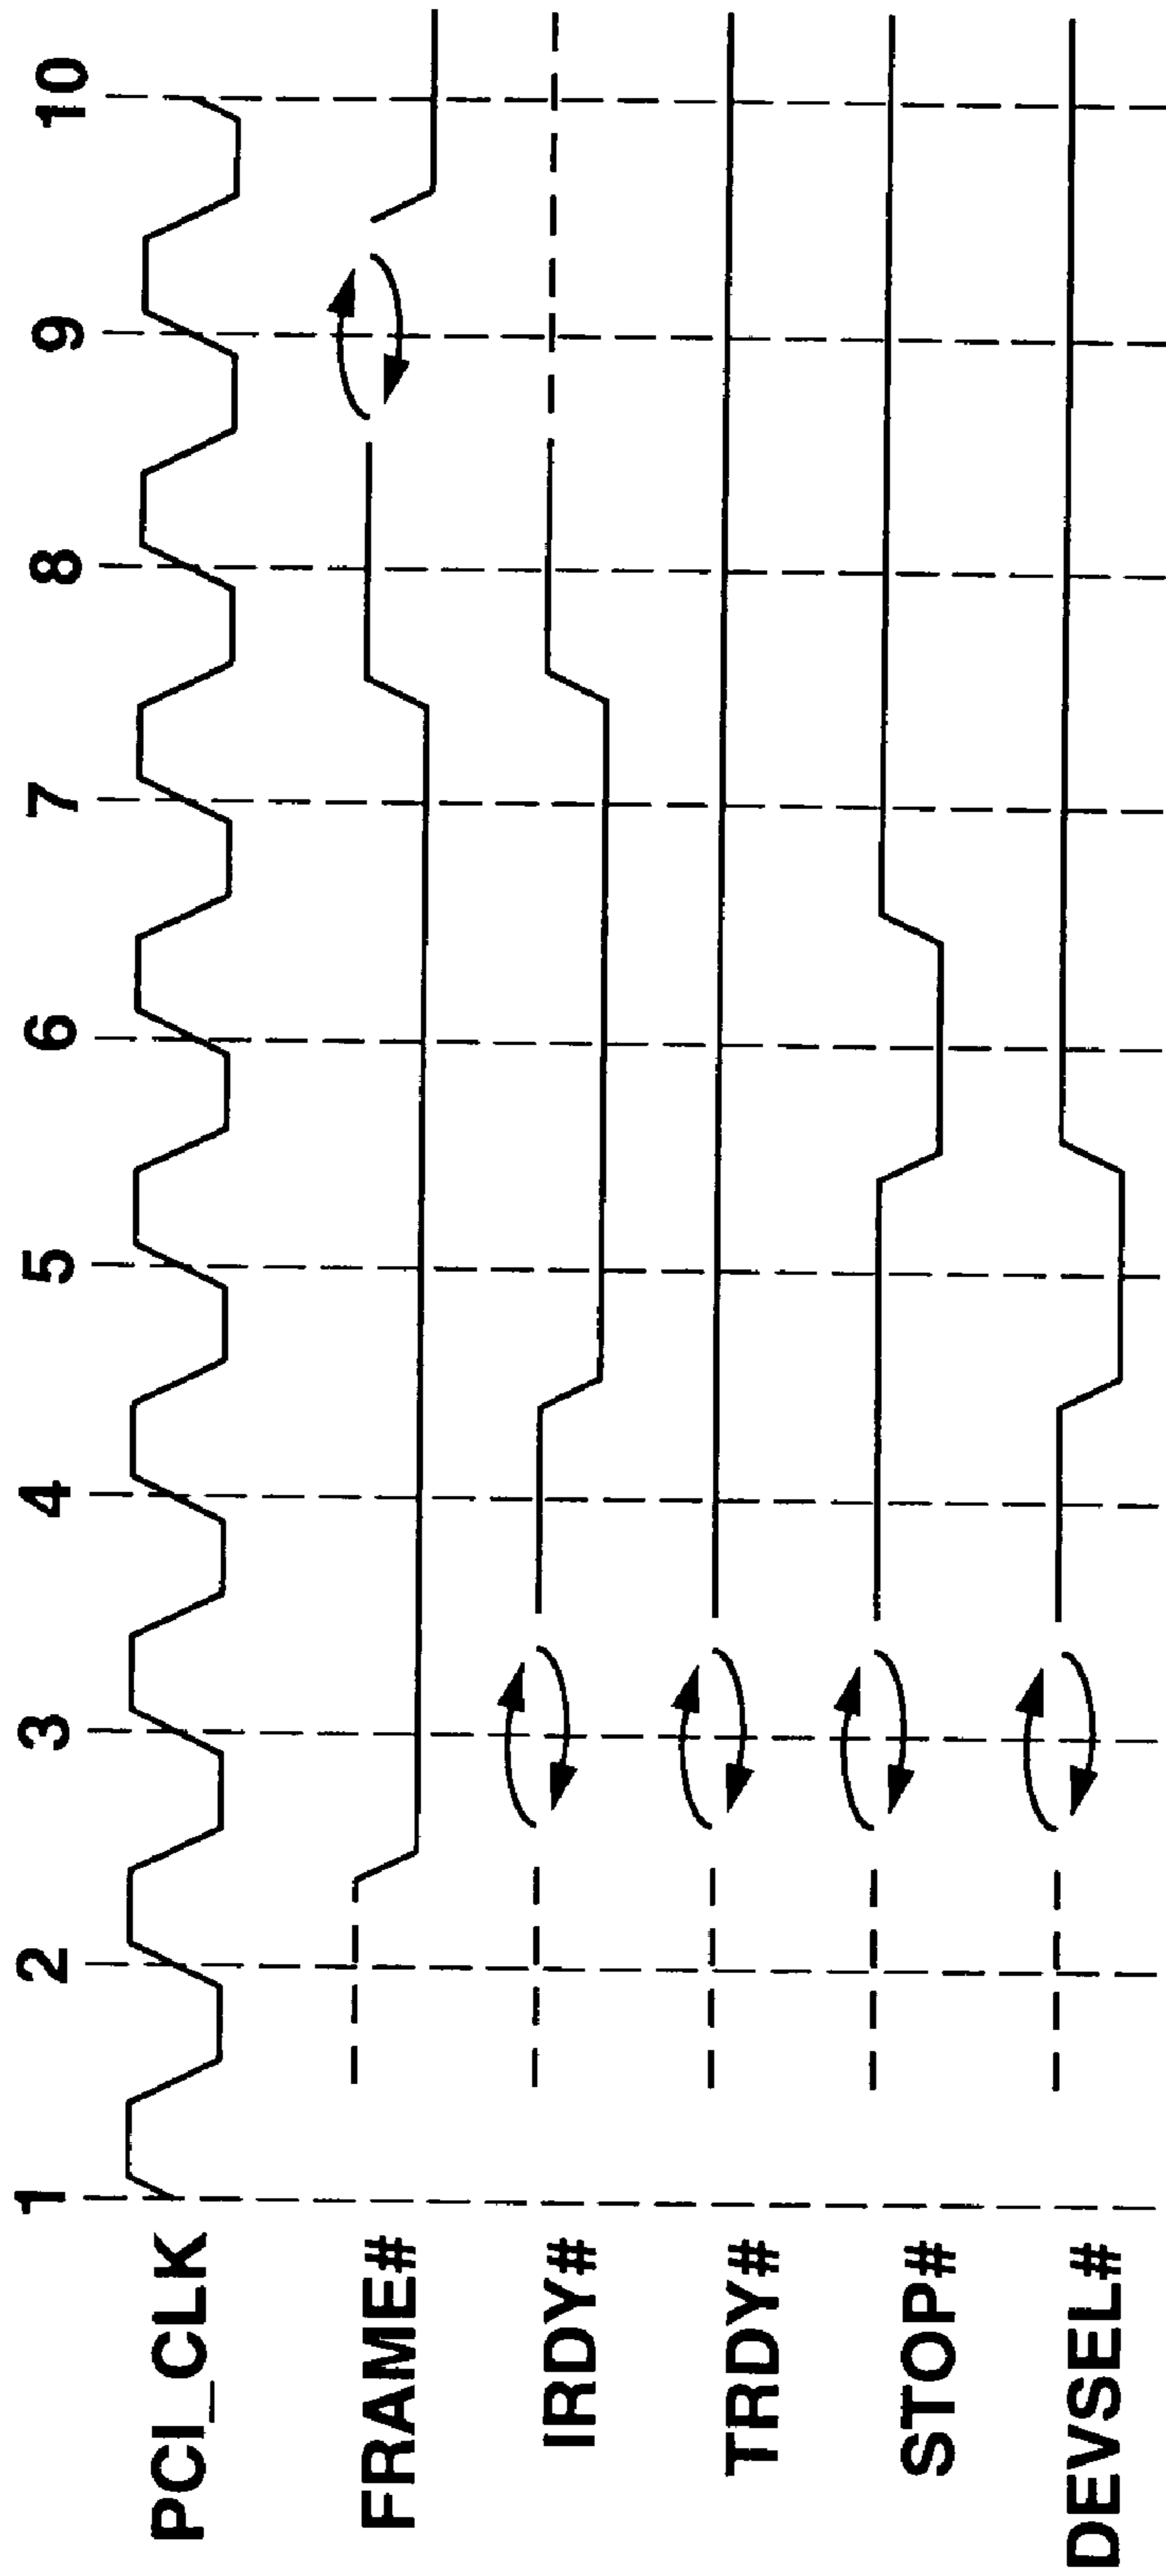 1 2 3 4 5 6 7 8 9 10
PCI_CLK
FRAME#
IRDY#
TRDY#
STOP#
DEVSEL#